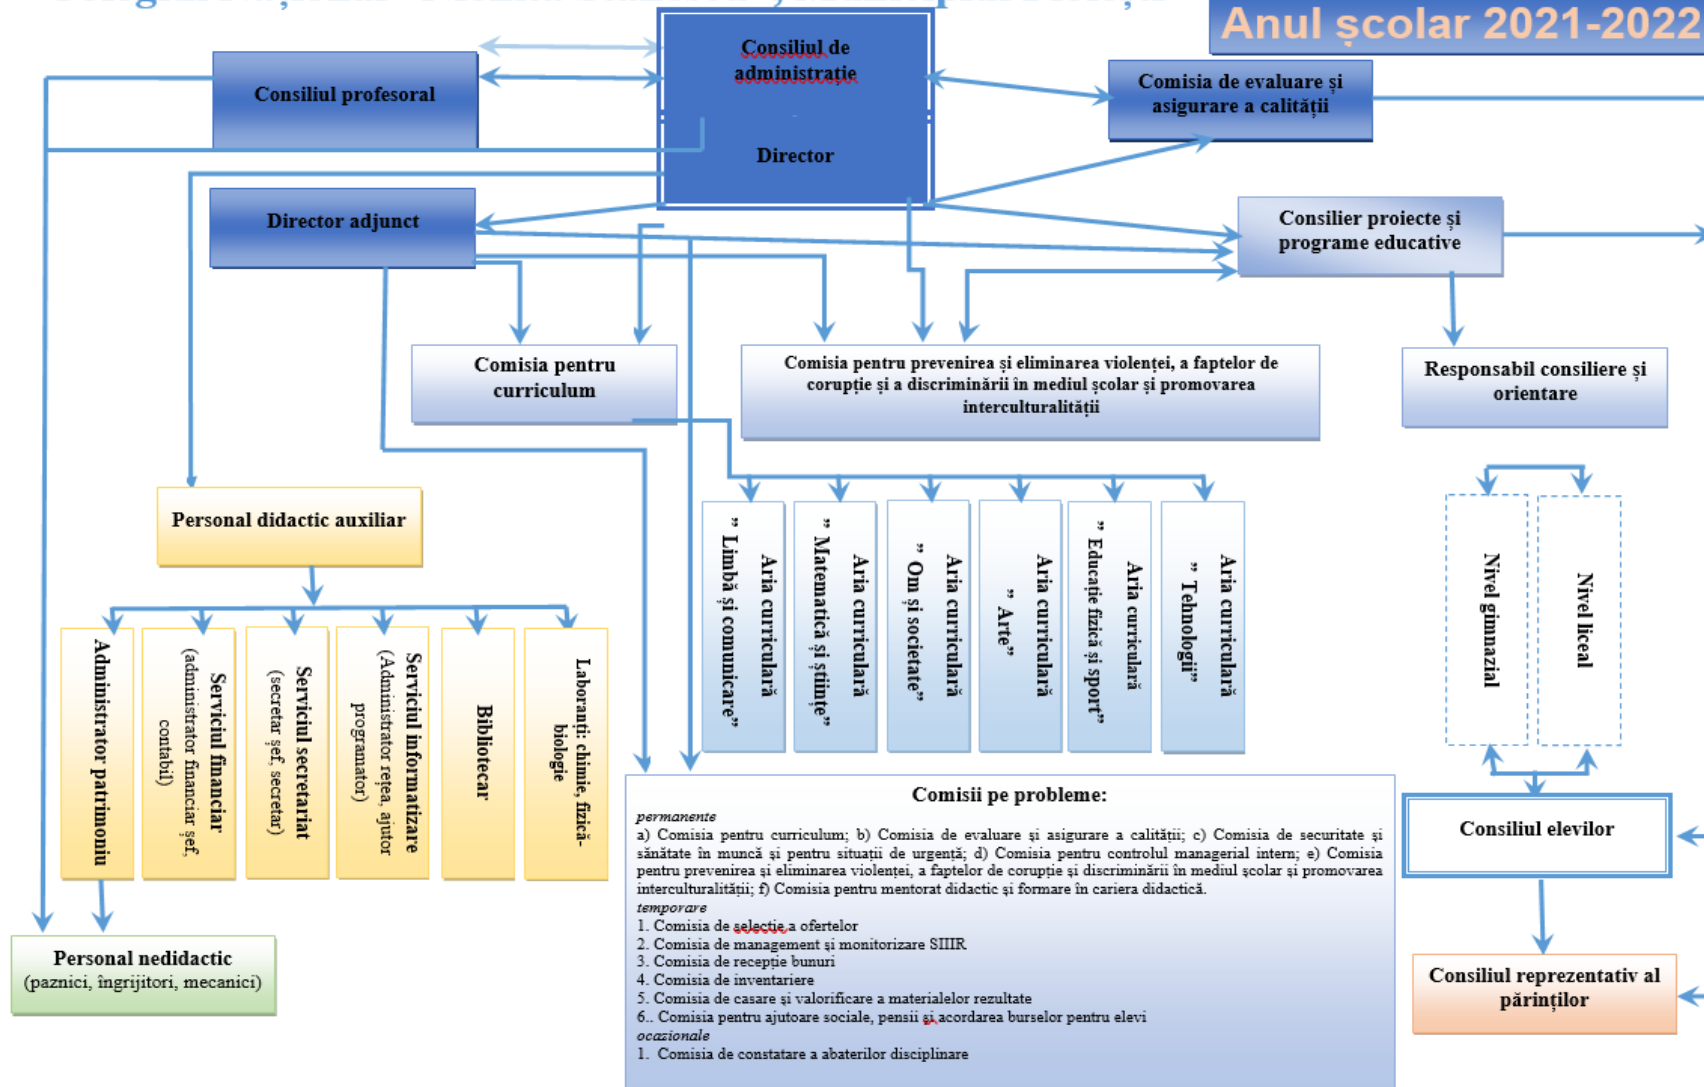 Anul școlar 2021-2022
Consiliul de
administrație
Director
Consiliul profesoral
Comisia de evaluare și
asigurare a calității
Director adjunct
Consilier proiecte și
programe educative
Comisia pentru
curriculum
Comisia pentru prevenirea și eliminarea violenței, a faptelor de
corupție și a discriminării în mediul școlar și promovarea
interculturalității
Responsabil consiliere și
orientare
Personal didactic auxiliar
Aria curriculară
” Limbă și comunicare”
Aria curriculară
” Matematică și științe”
Aria curriculară
” Om și societate”
Aria curriculară
” Arte”
Aria curriculară
” Educație fizică și sport”
Aria curriculară
” Tehnologii”
Nivel gimnazial
Nivel liceal
Administrator patrimoniu
Serviciul financiar
(administrator financiar șef,
contabil)
Serviciul secretariat
(secretar șef, secretar)
Serviciul informatizare
(Administrator rețea, ajutor
programator)
Bibliotecar
Laboranți: chimie, fizică-
biologie
Personal nedidactic
(paznici, îngrijitori, mecanici)
Comisii pe probleme:
permanente
a) Comisia pentru curriculum; b) Comisia de evaluare și asigurare a calității; c) Comisia de securitate și
sănătate în muncă și pentru situații de urgență; d) Comisia pentru controlul managerial intern; e) Comisia
pentru prevenirea și eliminarea violenței, a faptelor de corupție și discriminării în mediul școlar și promovarea
interculturalității; f) Comisia pentru mentorat didactic și formare în cariera didactică.
temporare
1. Comisia de selecție a ofertelor
2. Comisia de management și monitorizare SIIIR
3. Comisia de recepție bunuri
4. Comisia de inventariere
5. Comisia de casare și valorificare a materialelor rezultate
6.. Comisia pentru ajutoare sociale, pensii și acordarea burselor pentru elevi
ocazionale
1. Comisia de constatare a abaterilor disciplinare
Consiliul elevilor
Consiliul reprezentativ al
părinților